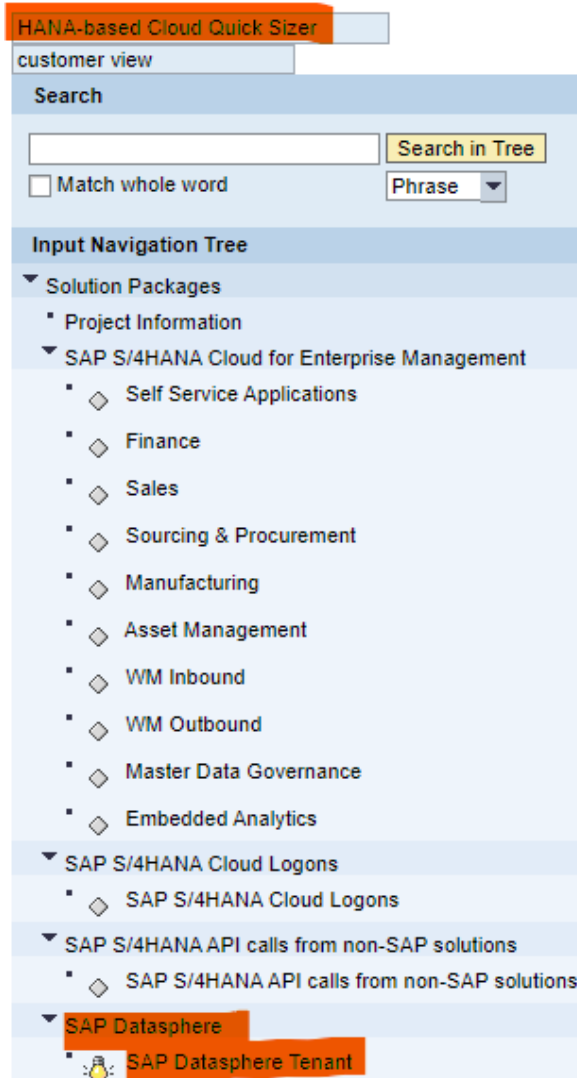 HANA-based Cloud Quick Sizer
customer view
Search
Search in Tree
Match whole word
Phrase
Input Navigation Tree
Solution Packages
Project Information
SAP S/4HANA Cloud for Enterprise Management
Self Service Applications
Finance
Sales
Sourcing & Procurement
Manufacturing
Asset Management
WM Inbound
WM Outbound
Master Data Governance
Embedded Analytics
SAP S/4HANA Cloud Logons
SAP S/4HANA Cloud Logons
SAP S/4HANA API calls from non-SAP solutions
SAP S/4HANA API calls from non-SAP solutions
SAP Datasphere
SAP Datasphere Tenant